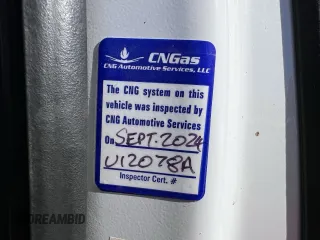 CNGas
CNG Automotive Services, LLC
The CNG system on this
vehicle was inspected by
CNG Automotive Services
On SEPT. 2024
U12078A
Inspector Cert. #
DREAMBID